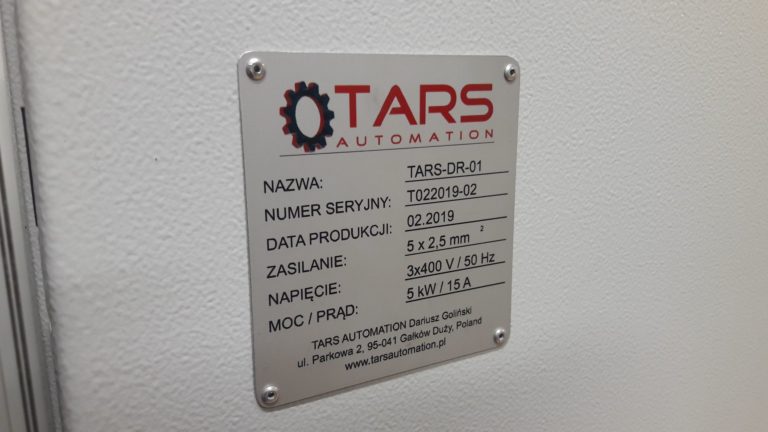 TARS
AUTOMATION
NAZWA: TARS-DR-01
NUMER SERYJNY: T022019-02
DATA PRODUKCJI: 02.2019
ZASILANIE: 5 x 2,5 mm ²
NAPIĘCIE: 3x400 V / 50 Hz
MOC / PRĄD: 5 kW / 15 A
TARS AUTOMATION Dariusz Goliński
ul. Parkowa 2, 95-041 Gałków Duży, Poland
www.tarsautomation.pl